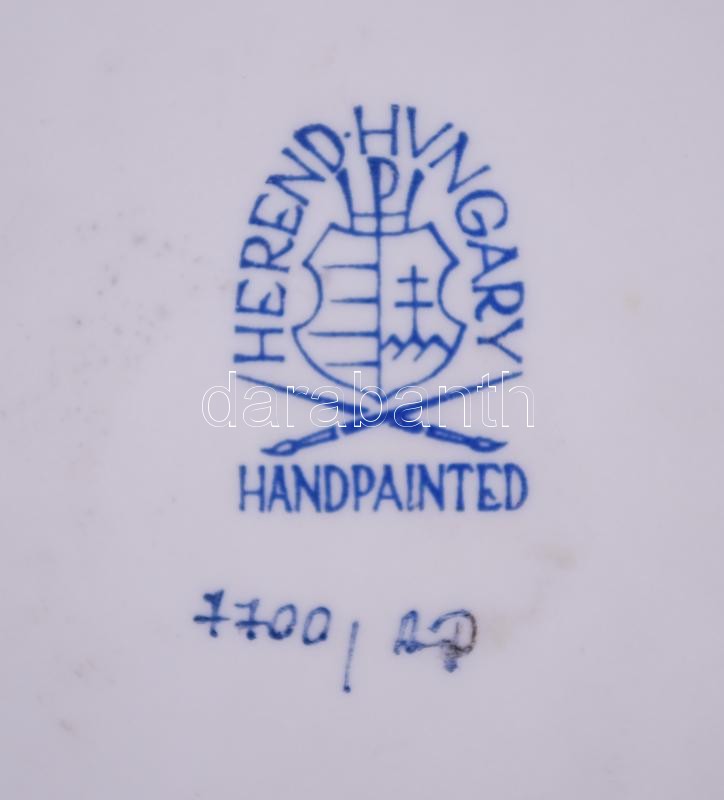 HEREND·HVNGARY
P
darabanth
HANDPAINTED
7700/